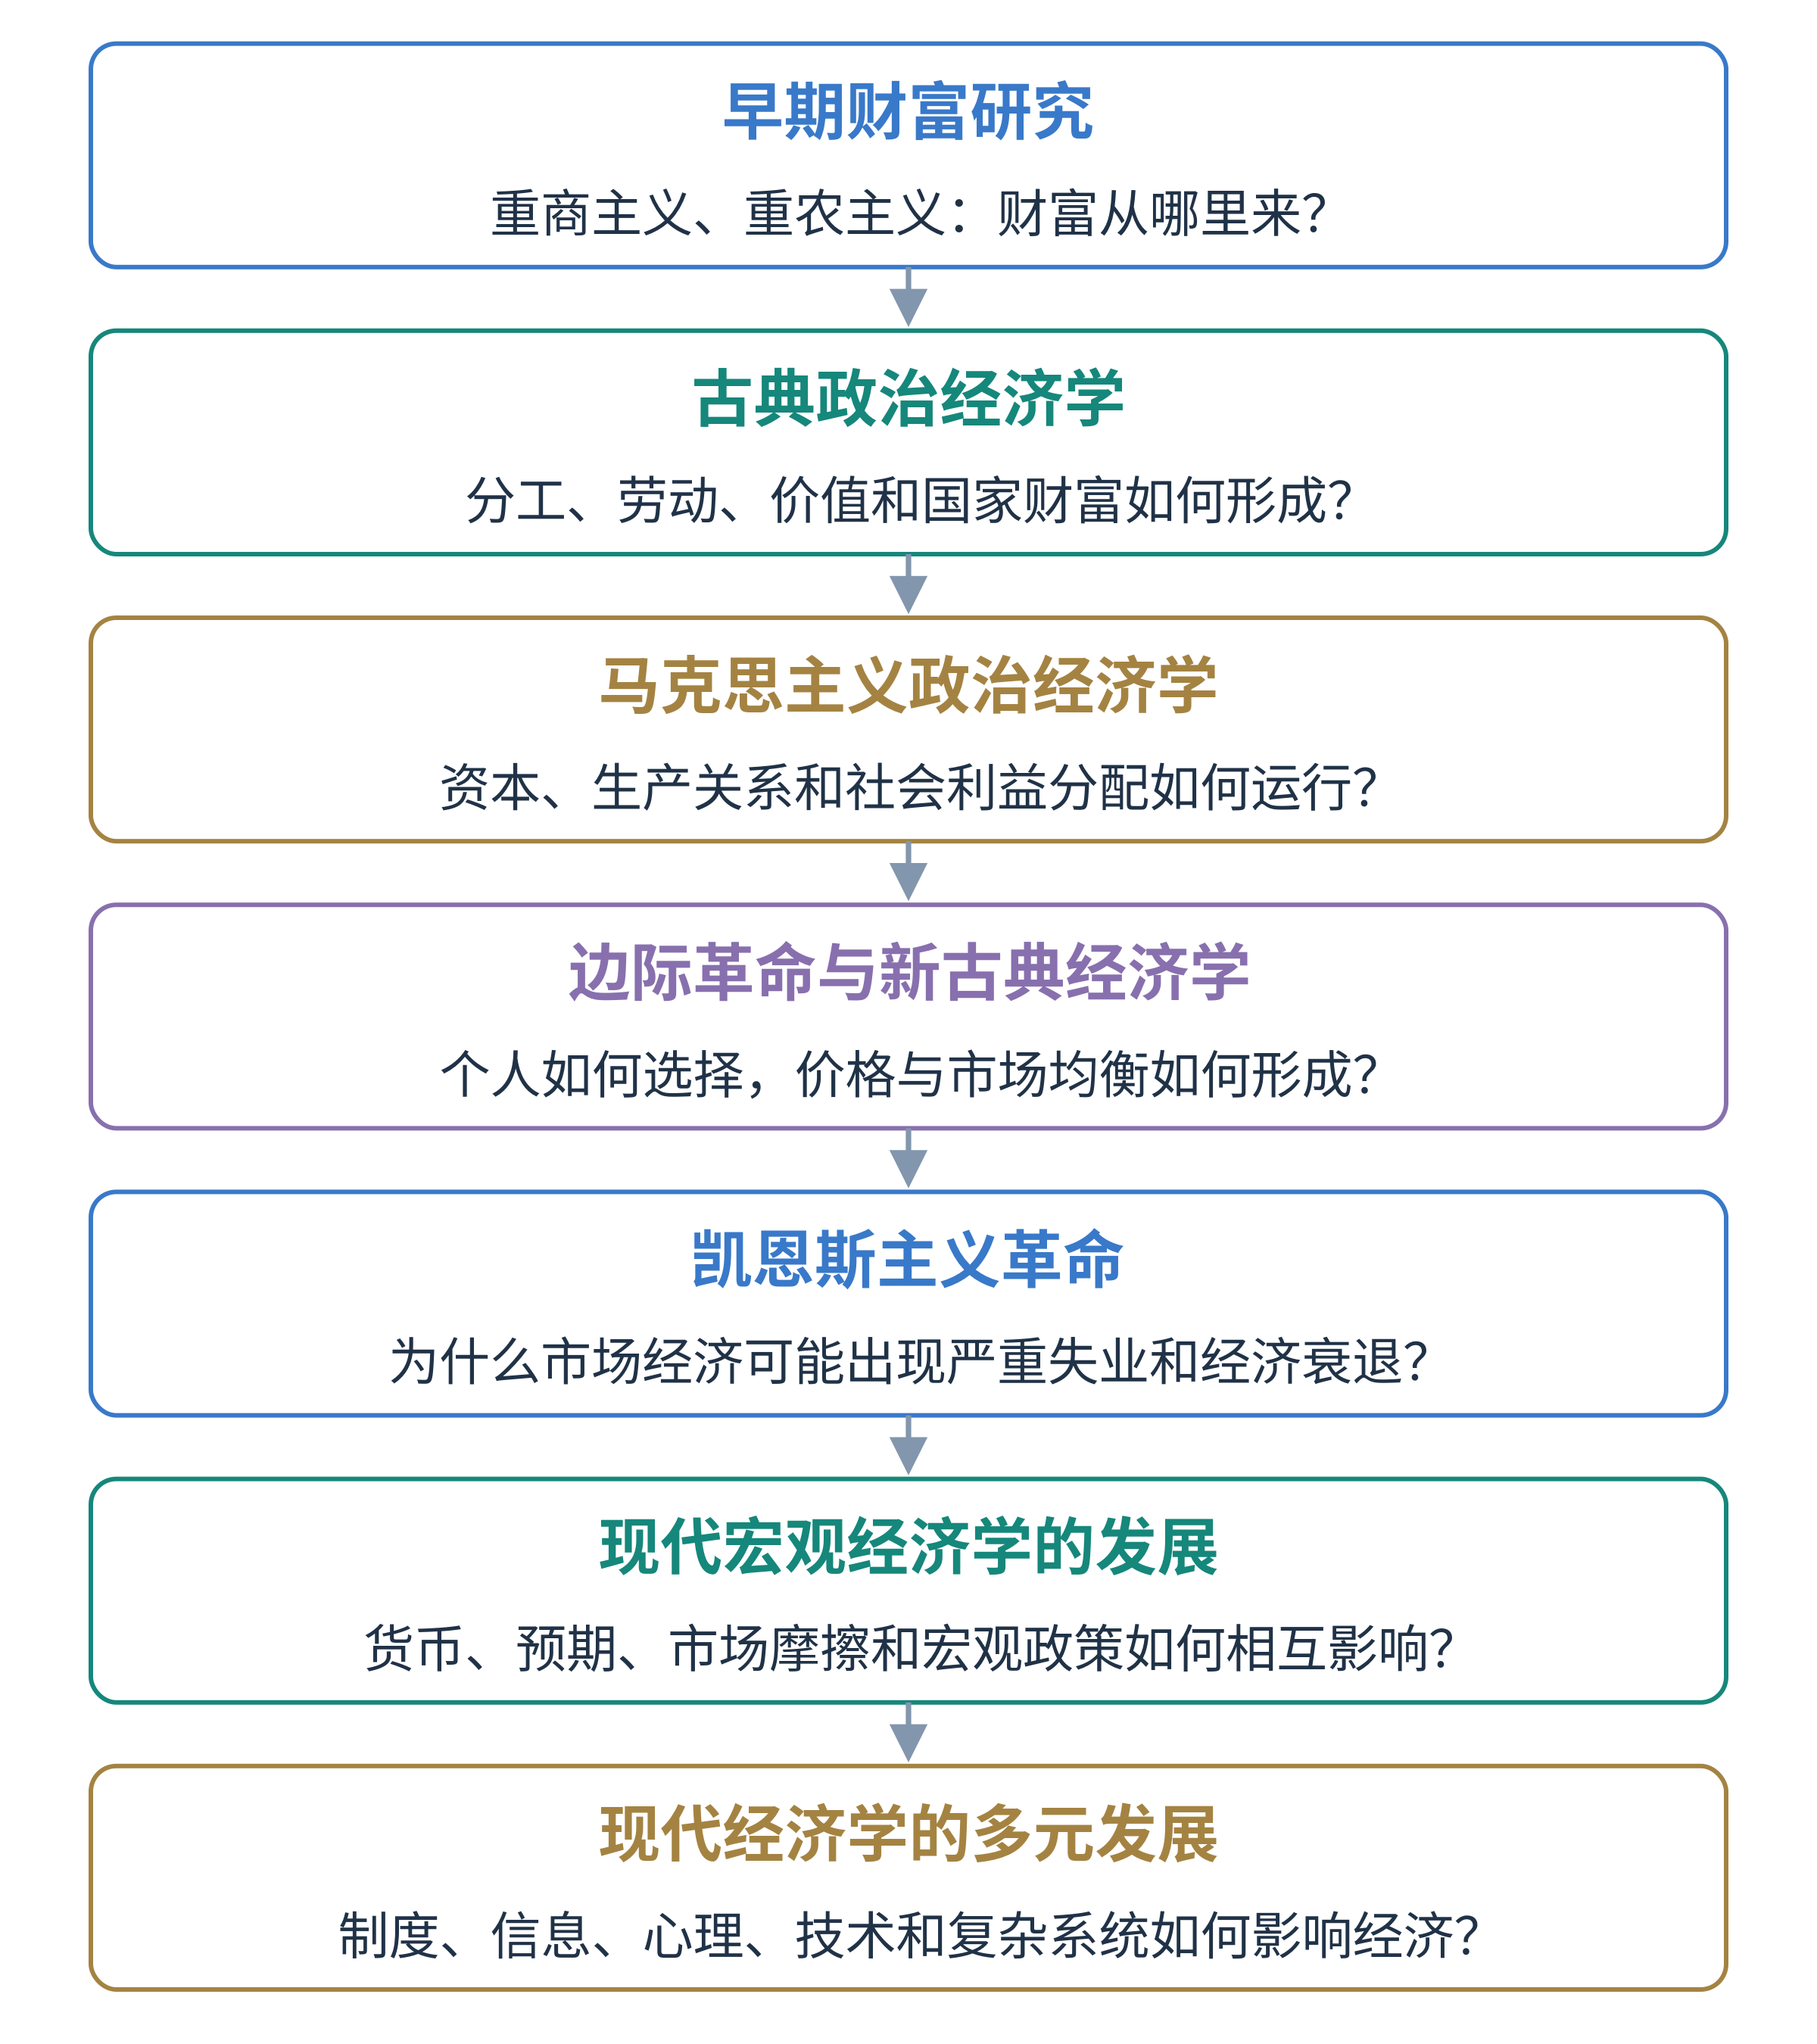 早期财富研究
重商主义、重农主义：财富从哪里来？
古典政治经济学
分工、劳动、价值和国家财富如何形成？
马克思主义政治经济学
资本、生产关系和社会利益分配如何运行？
边际革命与新古典经济学
个人如何选择，价格与市场均衡如何形成？
凯恩斯主义革命
为什么市场经济可能出现严重失业和经济衰退？
现代宏观经济学的发展
货币、预期、市场摩擦和宏观政策如何相互影响？
现代经济学的多元发展
制度、信息、心理、技术和复杂系统如何影响经济？